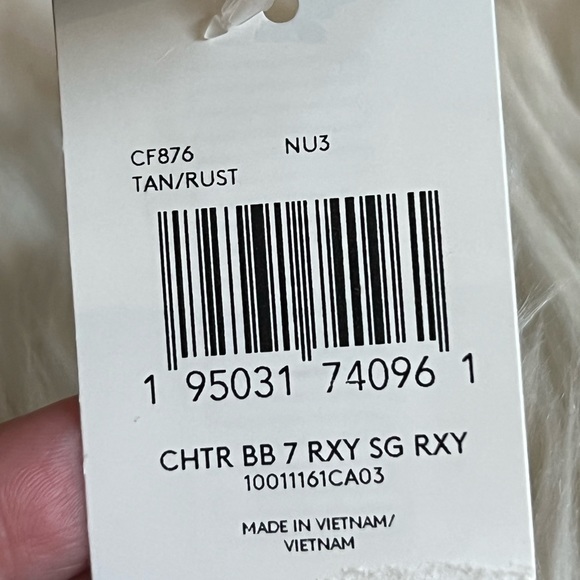 CF876 NU3
TAN/RUST
1 95031 74096 1
CHTR BB 7 RXY SG RXY
10011161CA03
MADE IN VIETNAM/
VIETNAM